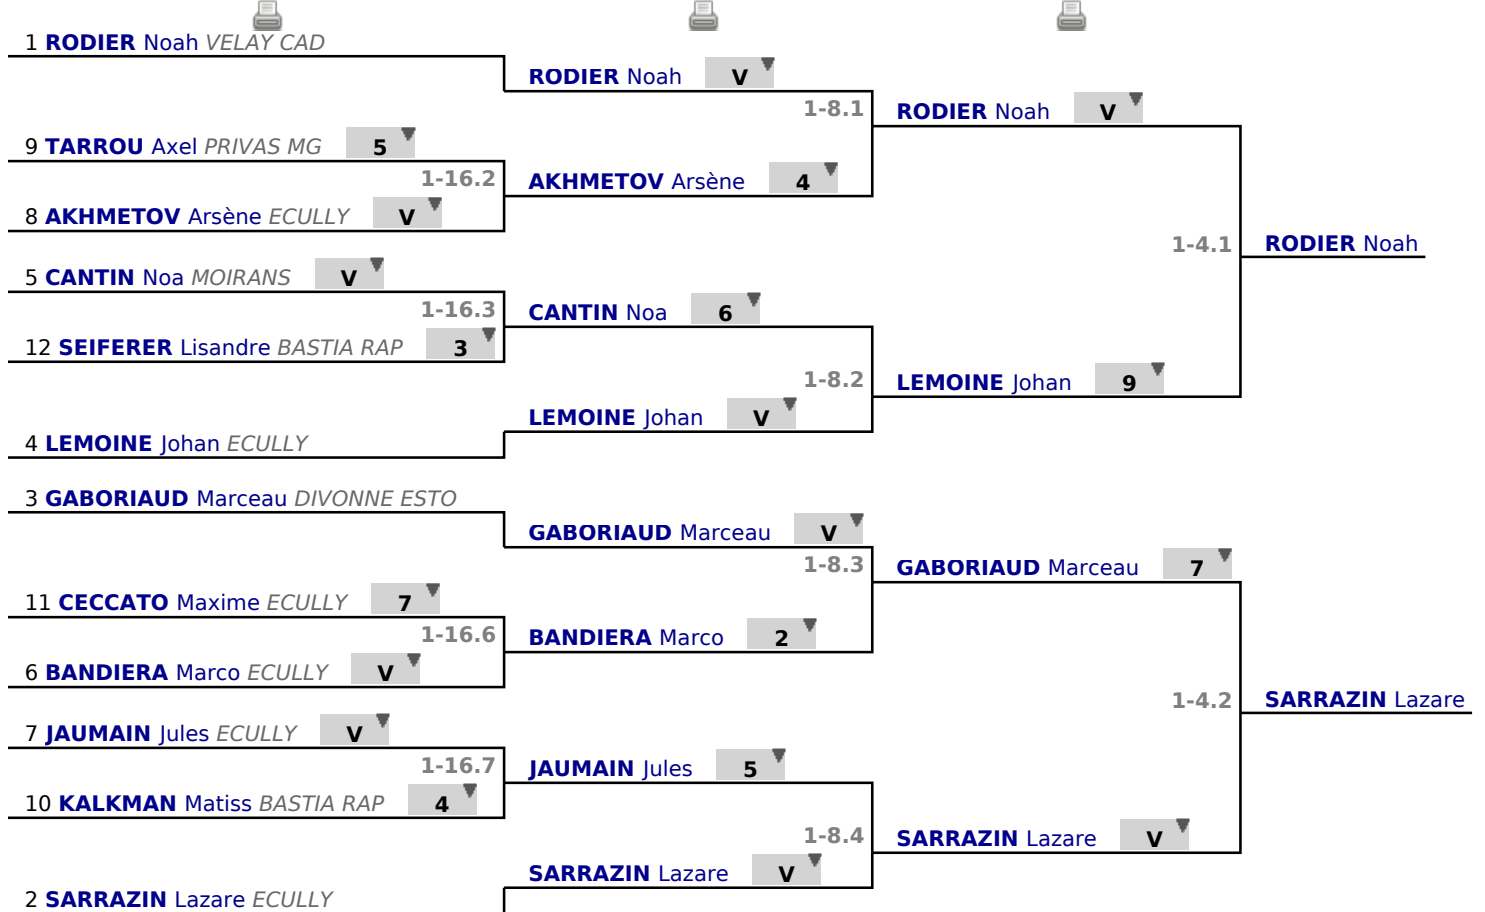 1 RODIER Noah VELAY CAD
RODIER Noah V
1-8.1
RODIER Noah V
9 TARROU Axel PRIVAS MG 5
1-16.2
AKHMETOV Arsène 4
8 AKHMETOV Arsène ECULLY V
1-4.1
RODIER Noah
5 CANTIN Noa MOIRANS V
1-16.3
CANTIN Noa 6
12 SEIFERER Lisandre BASTIA RAP 3
1-8.2
LEMOINE Johan 9
LEMOINE Johan V
4 LEMOINE Johan ECULLY
3 GABORIAUD Marceau DIVONNE ESTO
GABORIAUD Marceau V
1-8.3
GABORIAUD Marceau 7
11 CECCATO Maxime ECULLY 7
1-16.6
BANDIERA Marco 2
6 BANDIERA Marco ECULLY V
1-4.2
SARRAZIN Lazare
7 JAUMAIN Jules ECULLY V
1-16.7
JAUMAIN Jules 5
10 KALKMAN Matiss BASTIA RAP 4
1-8.4
SARRAZIN Lazare V
SARRAZIN Lazare V
2 SARRAZIN Lazare ECULLY